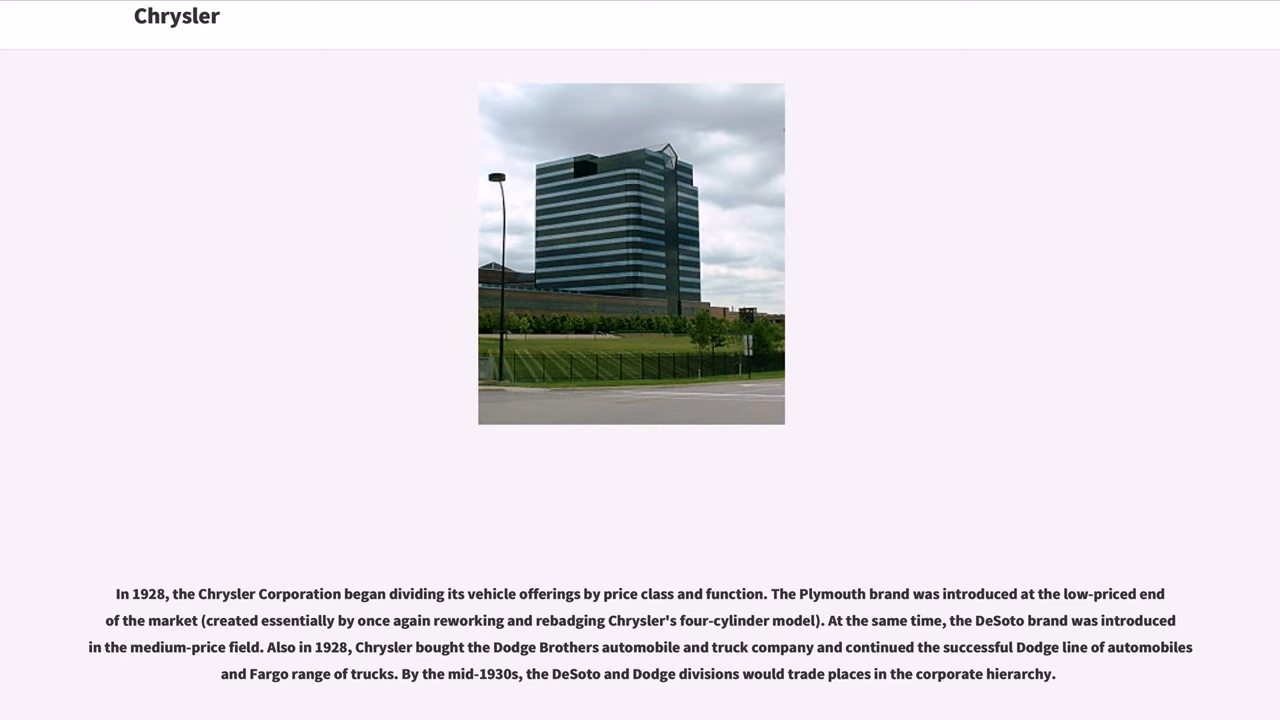 Chrysler
In 1928, the Chrysler Corporation began dividing its vehicle offerings by price class and function. The Plymouth brand was introduced at the low-priced end
of the market (created essentially by once again reworking and rebadging Chrysler's four-cylinder model). At the same time, the DeSoto brand was introduced
in the medium-price field. Also in 1928, Chrysler bought the Dodge Brothers automobile and truck company and continued the successful Dodge line of automobiles
and Fargo range of trucks. By the mid-1930s, the DeSoto and Dodge divisions would trade places in the corporate hierarchy.